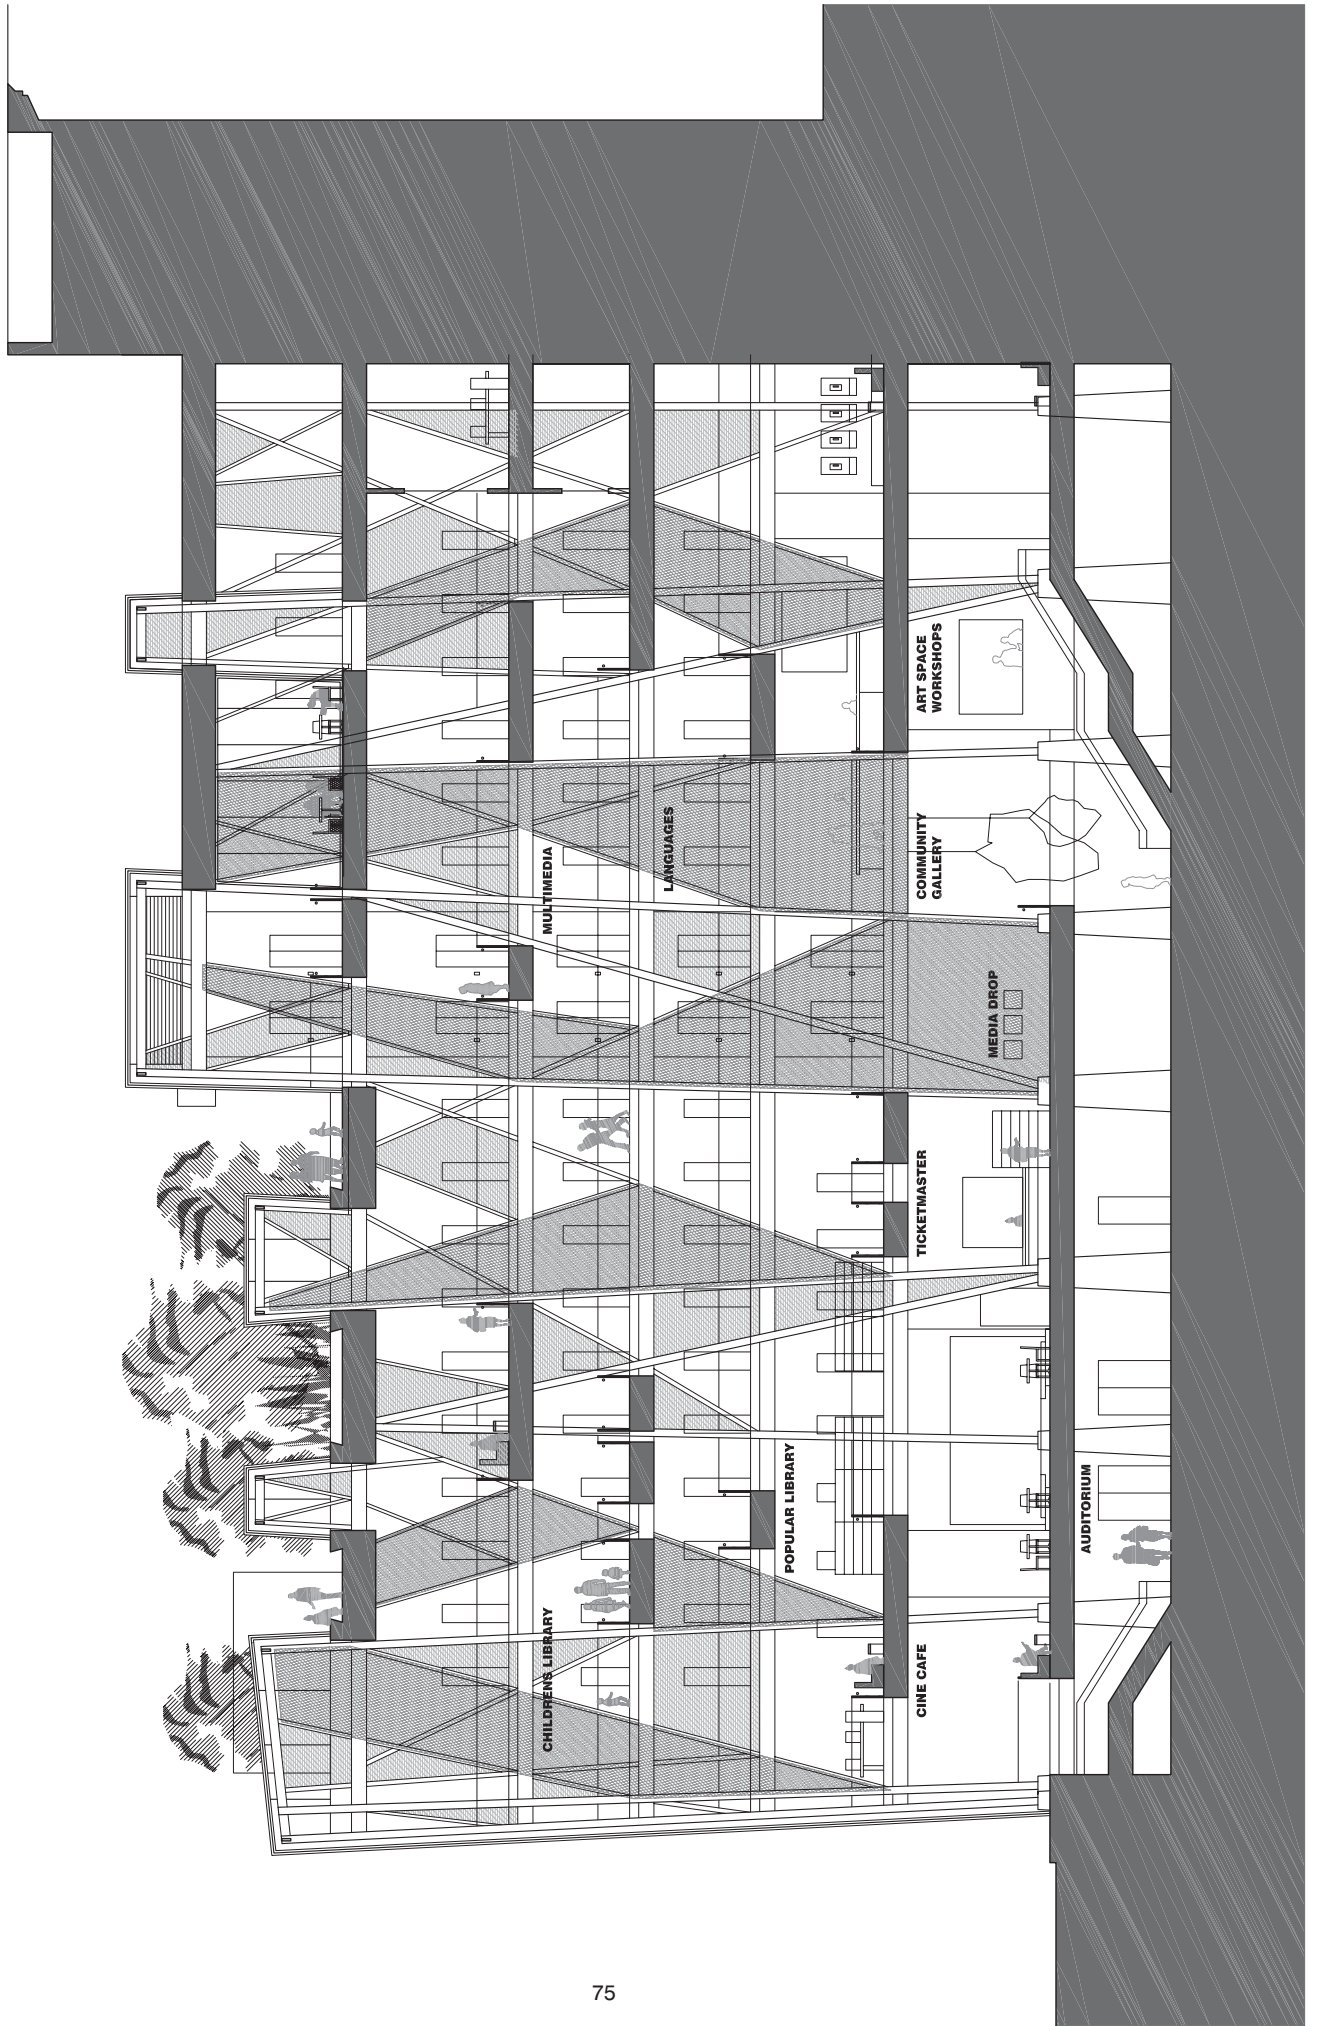 MULTIMEDIA
CHILDRENS LIBRARY
LANGUAGES
POPULAR LIBRARY
ART SPACE
WORKSHOPS
COMMUNITY
GALLERY
TICKETMASTER
CINE CAFE
MEDIA DROP
AUDITORIUM
75